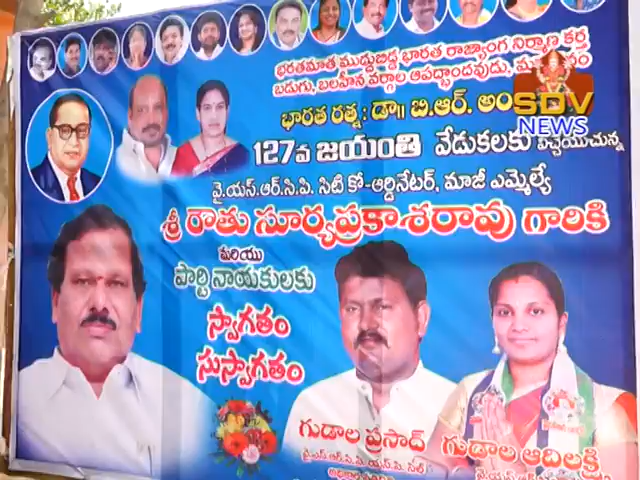 భరతమాత ముద్దుబిడ్డ భారత రాజ్యాంగ నిర్మాణ కర్త
బడుగు, బలహీన వర్గాల ఆపద్భాందవుడు,
భారత రత్న: డా॥ బి.ఆర్. అం
SDV
NEWS
127వ జయంతి వేడుకలకు విచ్చేయుచున్న
వై.యస్.ఆర్.సి.పి. సిటి కో-ఆర్డినేటర్, మాజీ ఎమ్మెల్యే
శ్రీ రౌతు సూర్యప్రకాశరావు గారికి
మరియు
పార్టి నాయకులకు
స్వాగతం
సుస్వాగతం
గుడాల ప్రసాద్
గుడాల ఆదిలక్ష్మి